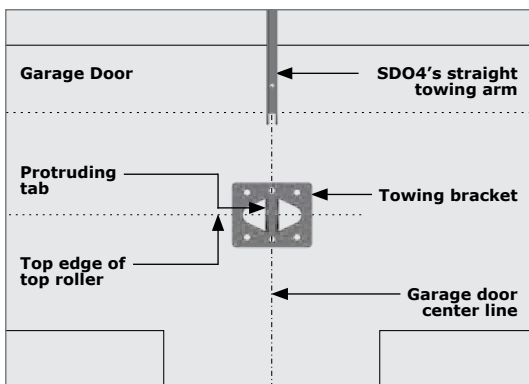 Garage Door
SDO4's straight
towing arm
Protruding
tab
Towing bracket
Top edge of
top roller
Garage door
center line